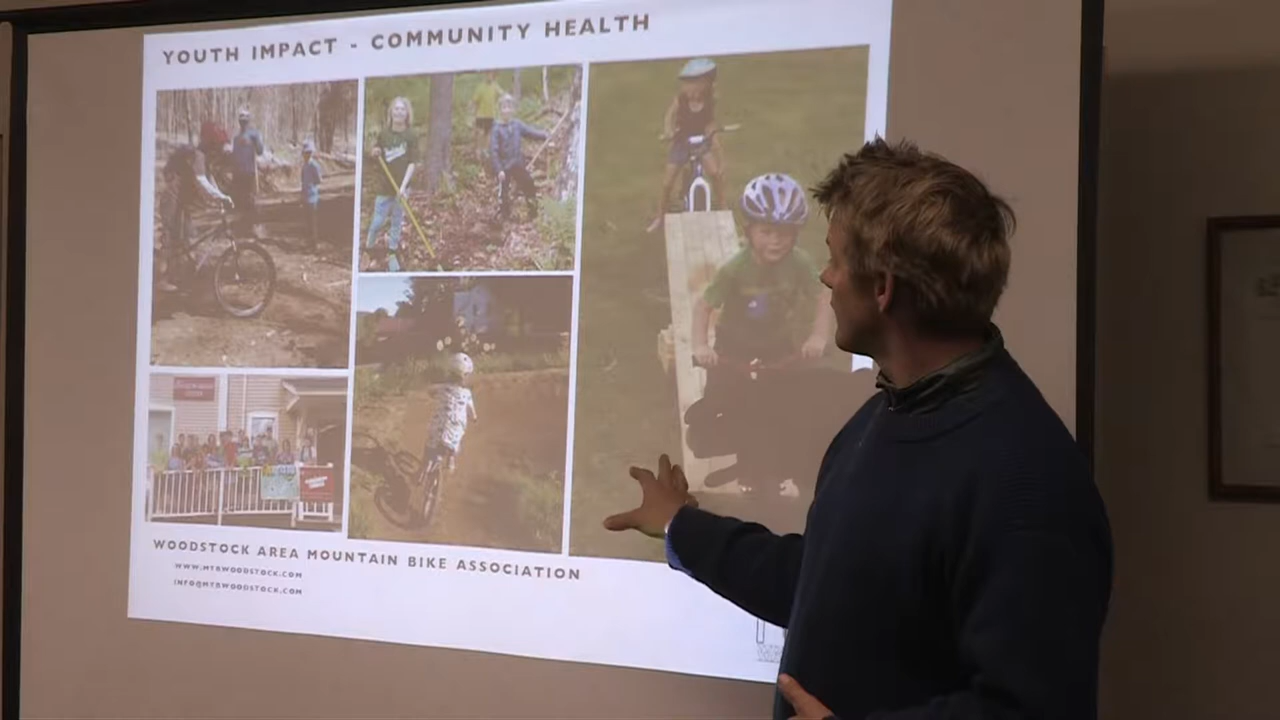 YOUTH IMPACT - COMMUNITY HEALTH
WOODSTOCK AREA MOUNTAIN BIKE ASSOCIATION
WWW.MTBWOODSTOCK.COM
INFO@MTBWOODSTOCK.COM